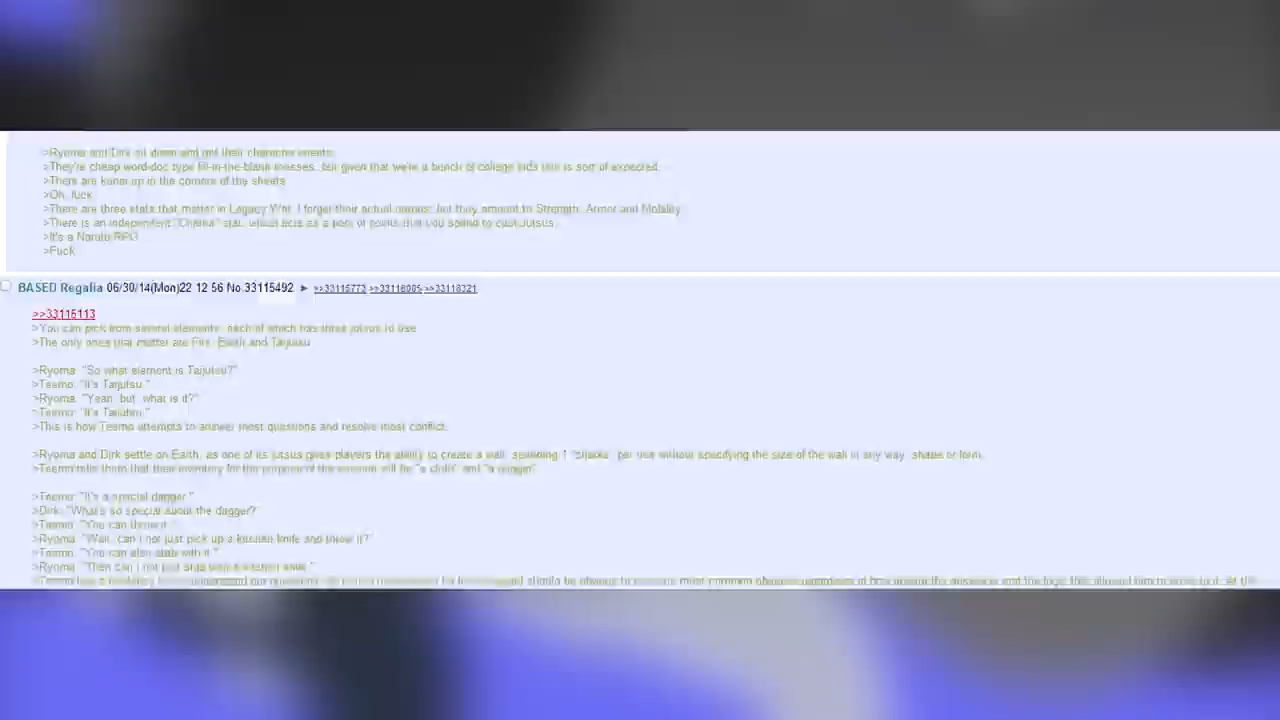 >Ryoma and Dirk sit down and get their character sheets.
>They're cheap word-doc type fill-in-the-blank messes, but given that we're a bunch of college kids this is sort of expected.
>There are kanji up in the corners of the sheets
>Oh, fuck
>There are three stats that matter in Legacy War. I forget their actual names, but they amount to Strength, Armor and Mobility
>There is an independent "Chakra" stat, which acts as a pool of points that you spend to cast Jutsus.
>It's a Naruto RPG
>Fuck
BASED Regalia 06/30/14(Mon)22 12 56 No.33115492 ► >>33115773 >>33118321
>>33115113
>You can pick from several elements, each of which has three jutsus to use
>The only ones that matter are Fire, Earth and Taijutsu
>Ryoma: "So what element is Taijutsu?"
>Teemo: "It's Taijutsu."
>Ryoma: "Yeah, but, what is it?"
>Teemo: "It's Taijutsu."
>This is how Teemo attempts to answer most questions and resolve most conflict.
>Ryoma and Dirk settle on Earth, as one of its jutsus gives players the ability to create a wall, spending 1 "chakra" per use without specifying the size of the wall in any way, shape or form.
>Teemo tells them that their inventory for the purpose of the session will be "a cloth" and "a dagger"
>Teemo: "It's a special dagger."
>Dirk: "What's so special about the dagger?"
>Teemo: "You can throw it."
>Ryoma: "Wait, can I not just pick up a kitchen knife and throw it?"
>Teemo: "You can also stab with it."
>Ryoma: "Then can I not just stab with a kitchen knife."
>Teemo has a tendency to